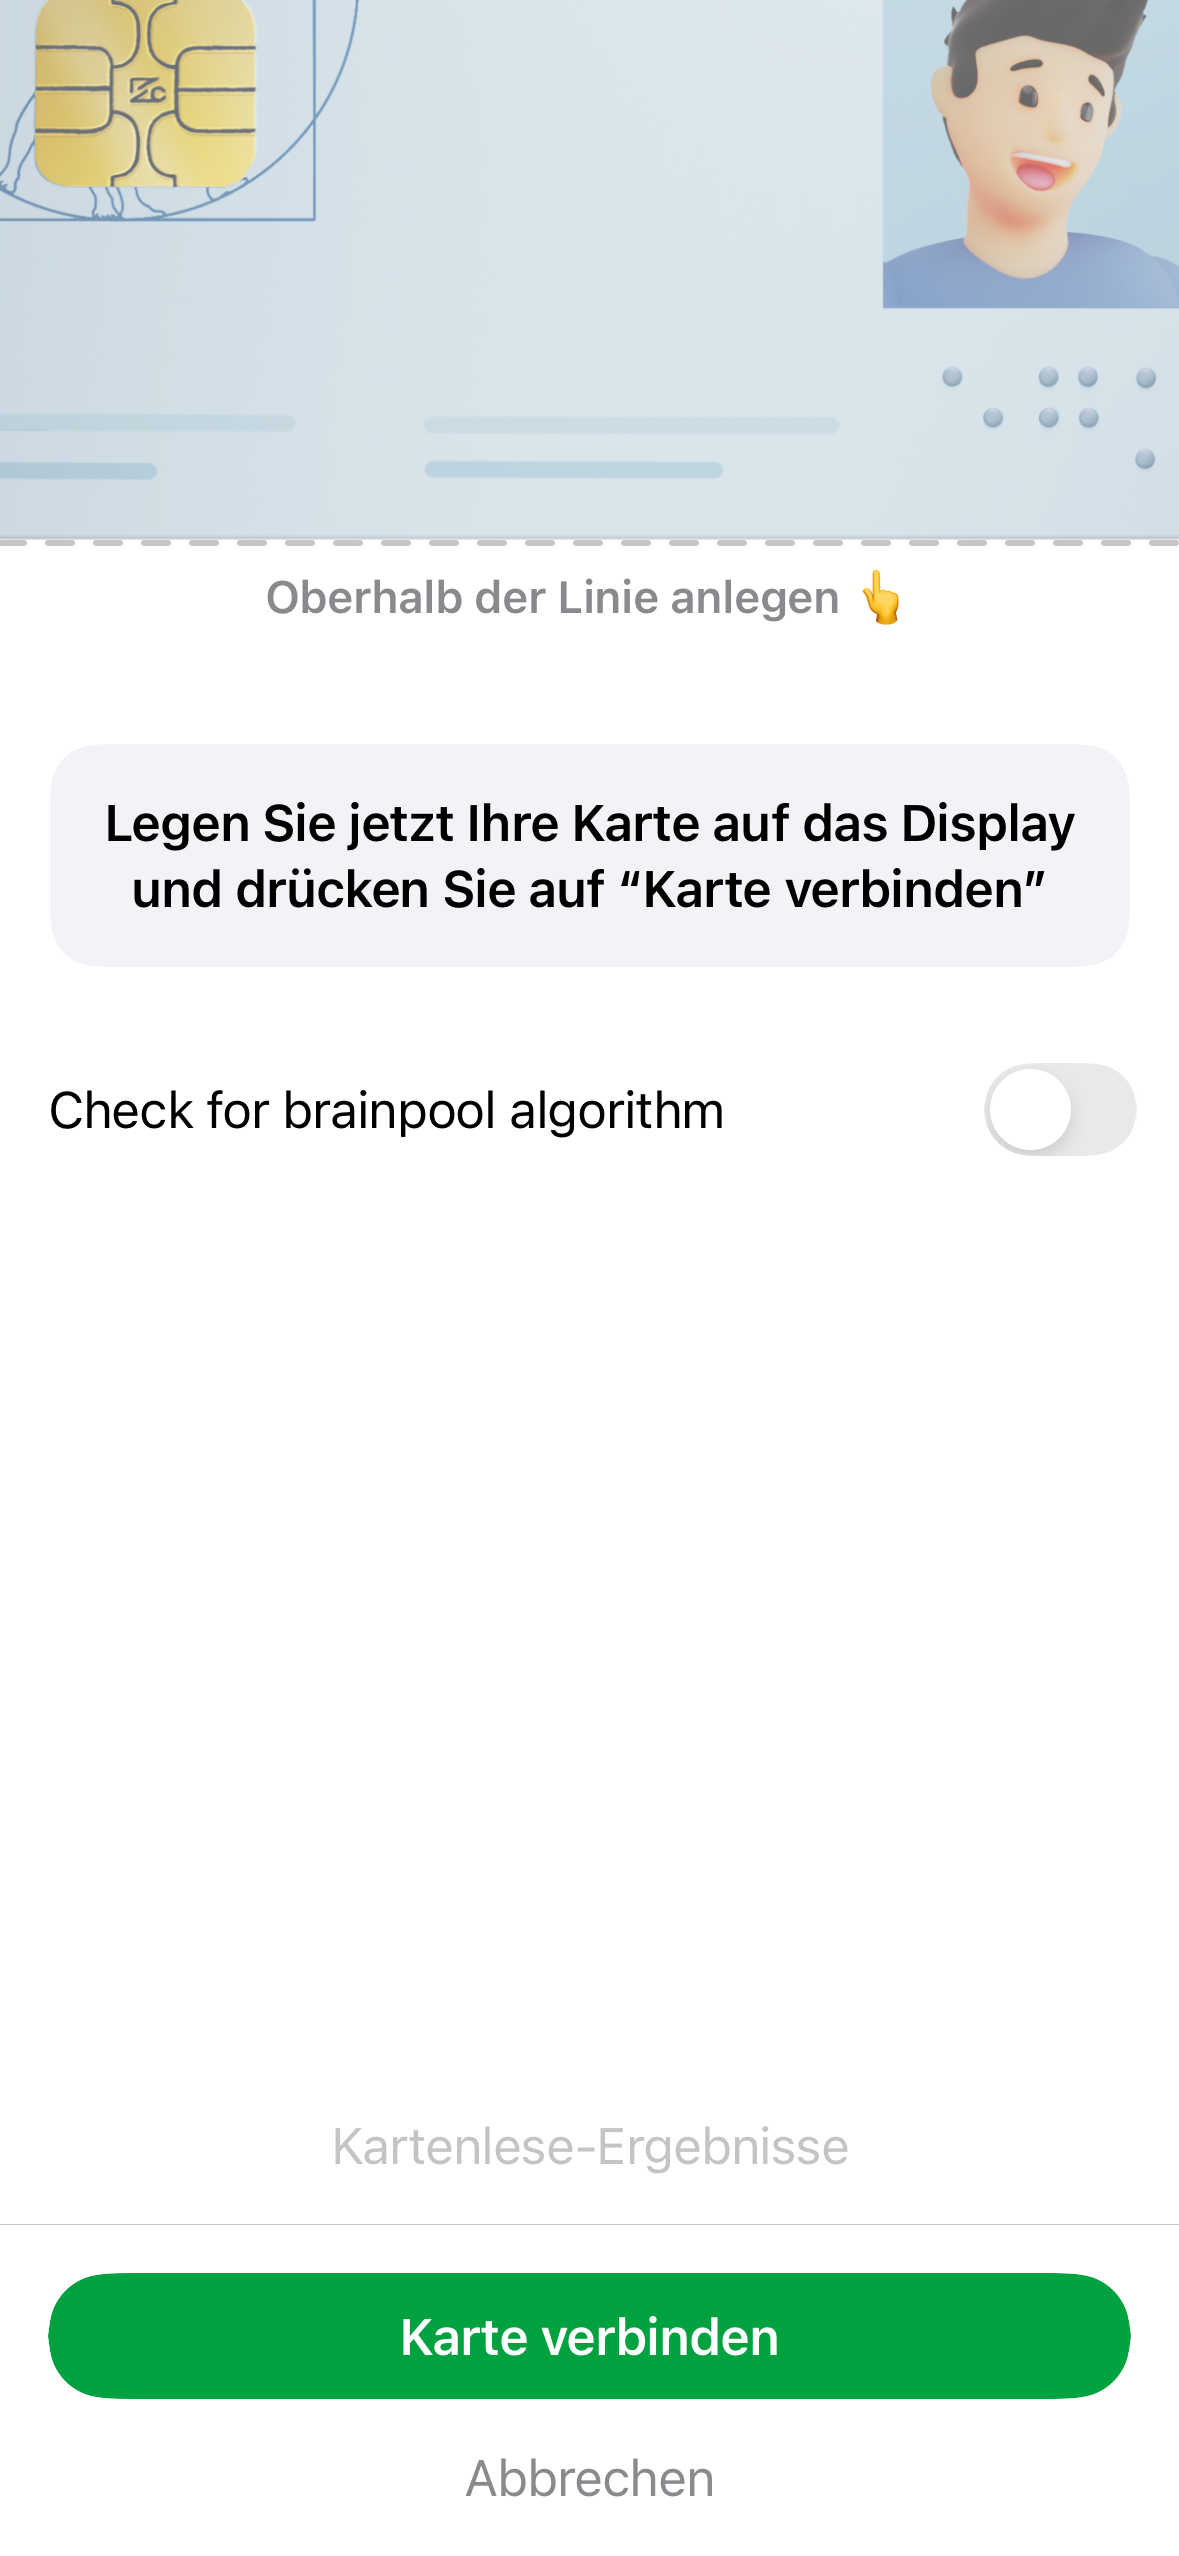 Oberhalb der Linie anlegen 👆
Legen Sie jetzt Ihre Karte auf das Display
und drücken Sie auf “Karte verbinden”
Check for brainpool algorithm
Kartenlese-Ergebnisse
Karte verbinden
Abbrechen